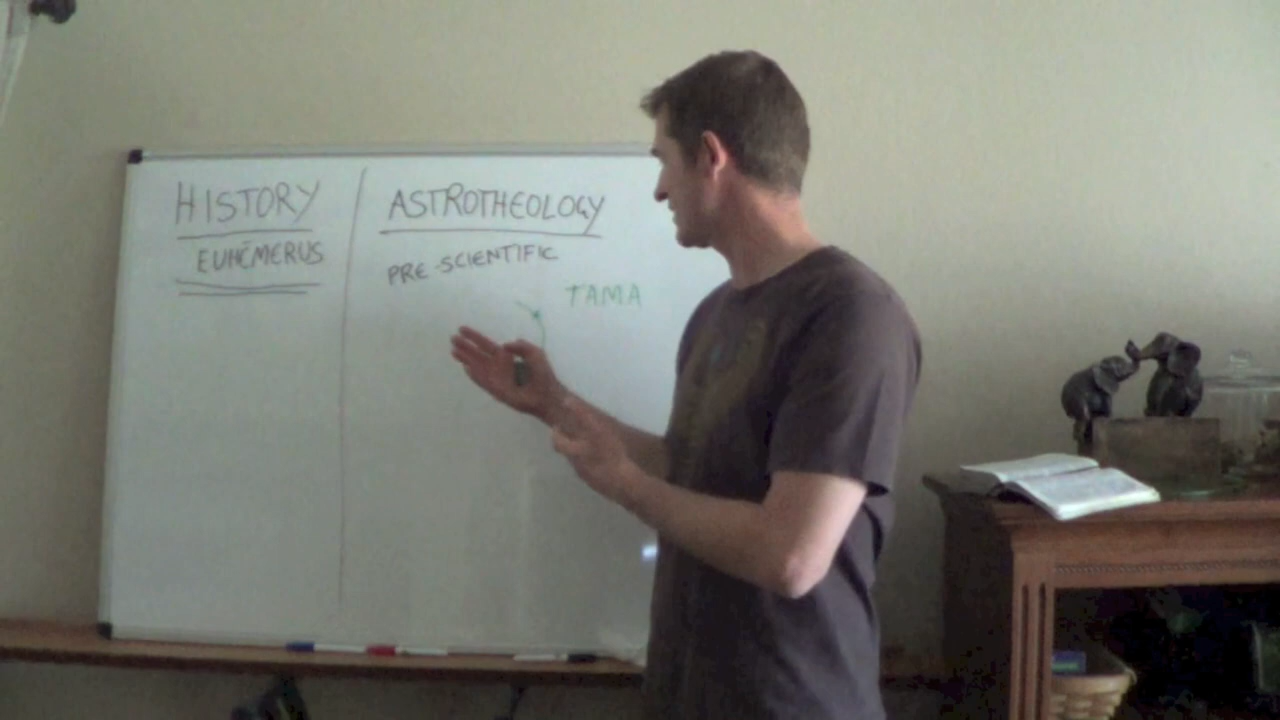 HISTORY
EUHEMERUS
ASTROTHEOLOGY
PRE-SCIENTIFIC
TAMA